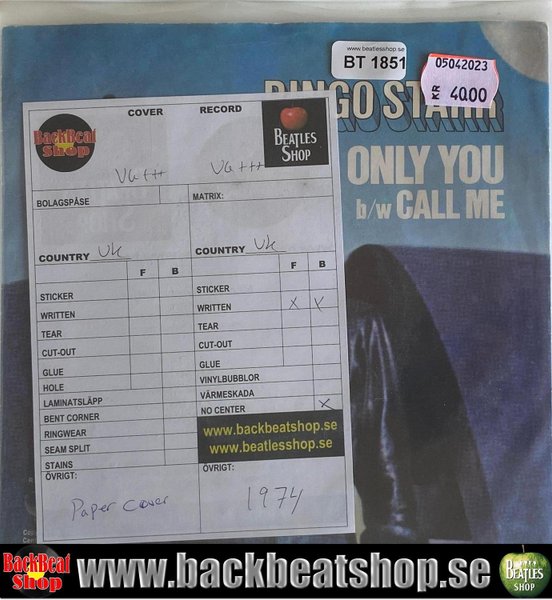 www.beatlesshop.se
BT 1851
05042023
KR 40.00
RINGO STARR
ONLY YOU
b/w CALL ME
BackBeat
Shop
COVER
RECORD
BEATLES
SHOP
VG+++
VG+++
BOLAGSPÅSE
MATRIX:
COUNTRY UK
COUNTRY UK
F B
F B
STICKER
STICKER
WRITTEN
WRITTEN X X
TEAR
TEAR
CUT-OUT
CUT-OUT
GLUE
GLUE
HOLE
VINYLBUBBLOR
LAMINATSLÄPP
VÄRMESKADA
BENT CORNER
NO CENTER X
RINGWEAR
SEAM SPLIT
STAINS
www.backbeatshop.se
www.beatlesshop.se
ÖVRIGT:
ÖVRIGT:
Paper cover
1974
BackBeat
Shop
www.backbeatshop.se
BEATLES
SHOP